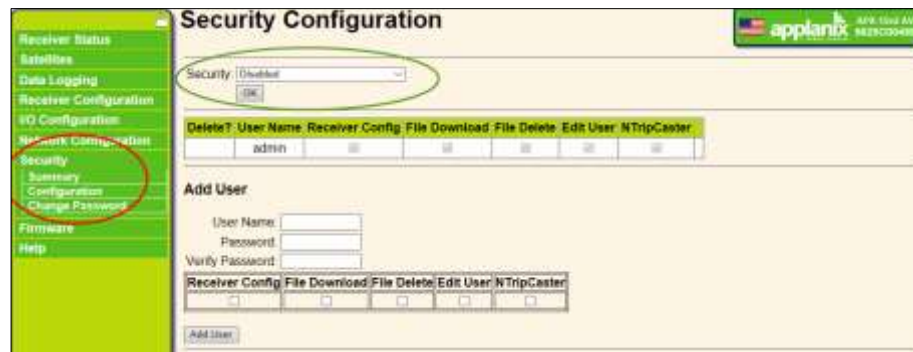 Security Configuration
applanix
Receiver Status
Satellites
Data Logging
Receiver Configuration
I/O Configuration
Network Configuration
Security
Summary
Configuration
Change Password
Firmware
Help
Security: Disabled
OK
Delete? User Name Receiver Config File Download File Delete Edit User NTripCaster
admin
Add User
User Name:
Password:
Verify Password:
Receiver Config File Download File Delete Edit User NTripCaster
Add User